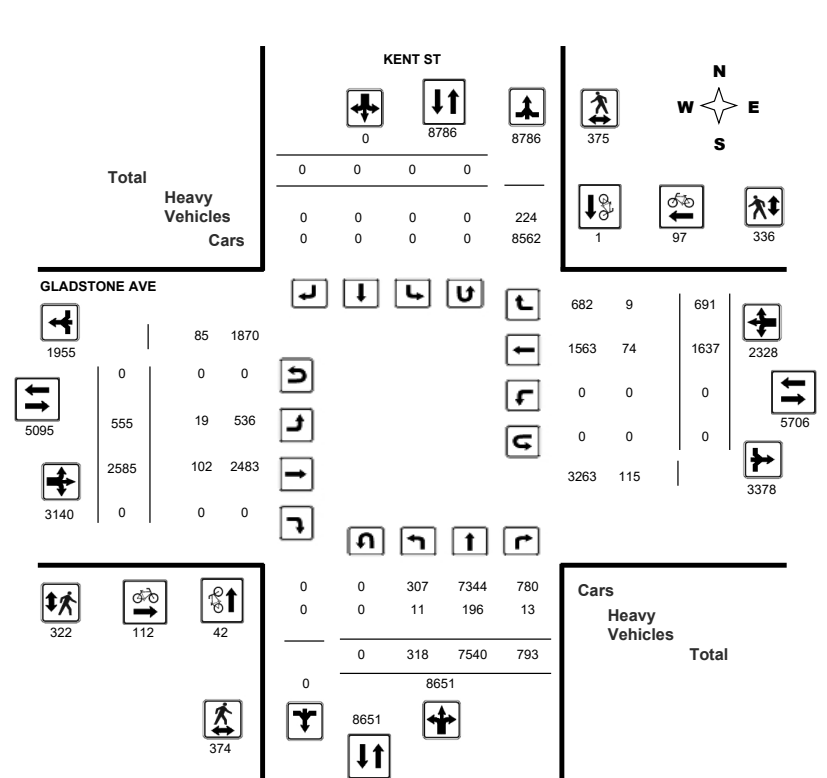 KENT ST
N
W E
S
0 8786 8786 375
0 0 0 0
Total
Heavy
Vehicles
0 0 0 0 224
Cars
0 0 0 0 8562
1 97 336
GLADSTONE AVE
682 9 691
1955
85 1870
1563 74 1637 2328
0 0 0
0 0 0
5095
555 19 536
5706
0 0 0
2585 102 2483
3263 115
3378
3140
0 0 0
0 0 307 7344 780
Cars
0 0 11 196 13
Heavy
Vehicles
322 112 42
0 318 7540 793
Total
0 8651
8651
374